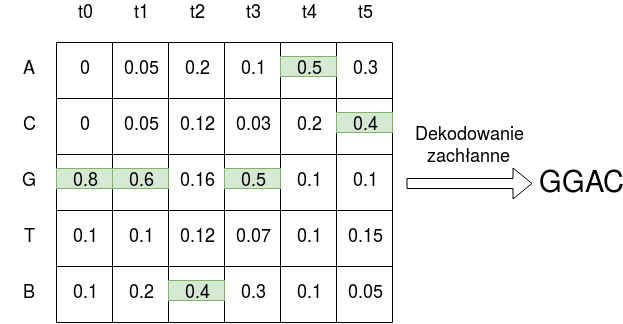 t0 t1 t2 t3 t4 t5
A 0 0.05 0.2 0.1 0.5 0.3
C 0 0.05 0.12 0.03 0.2 0.4
G 0.8 0.6 0.16 0.5 0.1 0.1
T 0.1 0.1 0.12 0.07 0.1 0.15
B 0.1 0.2 0.4 0.3 0.1 0.05
Dekodowanie
zachłanne
GGAC